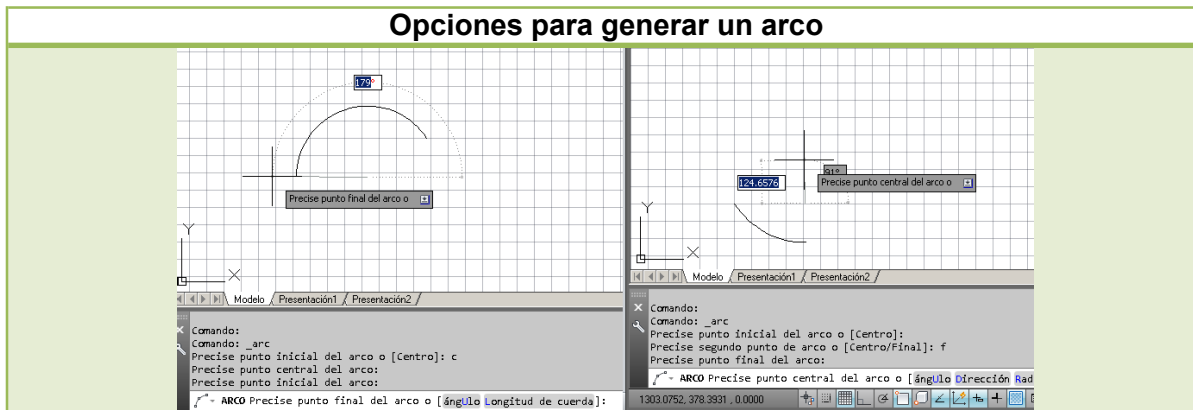 Opciones para generar un arco
179°
Precise punto final del arco o
Y
X
Modelo / Presentación1 / Presentación2 /
Comando:
Comando: _arc
Precise punto inicial del arco o [Centro]: c
Precise punto central del arco:
Precise punto inicial del arco:
ARCO Precise punto final del arco o [ángUlo Longitud de cuerda]:
91°
124.6576
Precise punto central del arco o
Y
X
Modelo / Presentación1 / Presentación2 /
Comando:
Comando: _arc
Precise punto inicial del arco o [Centro]:
Precise segundo punto de arco o [Centro/Final]: f
Precise punto final del arco:
ARCO Precise punto central del arco o [ángUlo Dirección Rad
1303.0752, 378.3931 , 0.0000